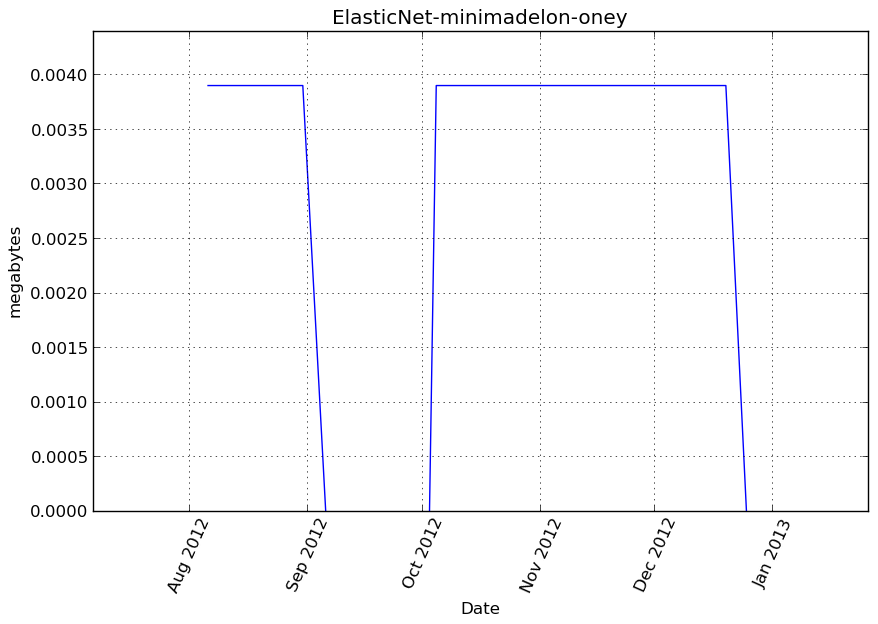 ElasticNet-minimadelon-oney
0.0040
0.0035
0.0030
0.0025
0.0020
0.0015
0.0010
0.0005
0.0000
megabytes
Aug 2012
Sep 2012
Oct 2012
Nov 2012
Dec 2012
Jan 2013
Date